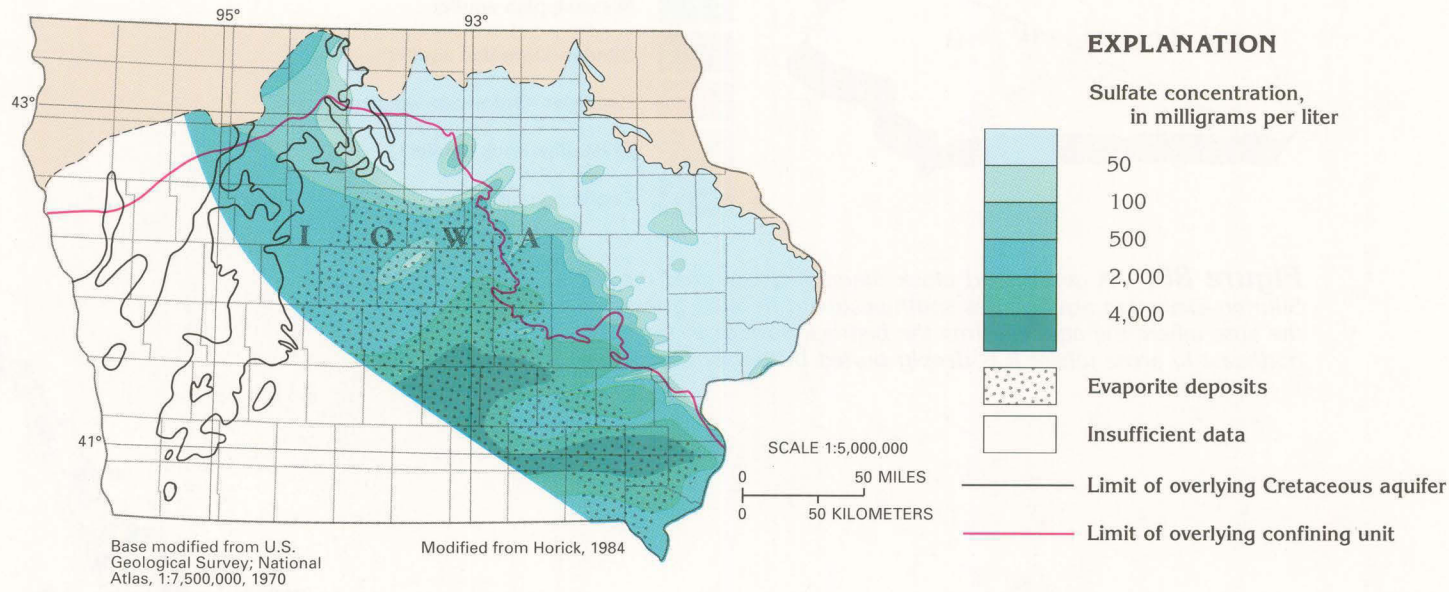 95°
93°
43°
I O W A
41°
SCALE 1:5,000,000
0 50 MILES
0 50 KILOMETERS
Base modified from U.S.
Geological Survey; National
Atlas, 1:7,500,000, 1970
Modified from Horick, 1984
EXPLANATION
Sulfate concentration,
in milligrams per liter
50
100
500
2,000
4,000
Evaporite deposits
Insufficient data
Limit of overlying Cretaceous aquifer
Limit of overlying confining unit